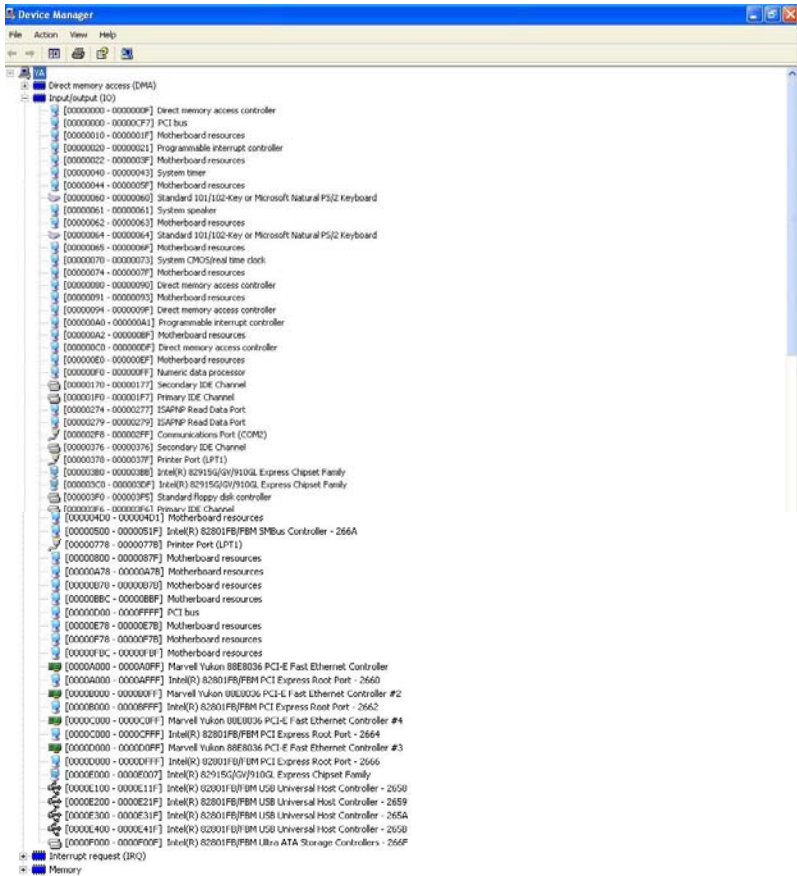 Device Manager
File Action View Help
YA
Direct memory access (DMA)
Input/output (IO)
[00000000 - 0000000F] Direct memory access controller
[00000000 - 00000CF7] PCI bus
[00000010 - 0000001F] Motherboard resources
[00000020 - 00000021] Programmable interrupt controller
[00000022 - 0000003F] Motherboard resources
[00000040 - 00000043] System timer
[00000044 - 0000005F] Motherboard resources
[00000060 - 00000060] Standard 101/102-Key or Microsoft Natural PS/2 Keyboard
[00000061 - 00000061] System speaker
[00000062 - 00000063] Motherboard resources
[00000064 - 00000064] Standard 101/102-Key or Microsoft Natural PS/2 Keyboard
[00000065 - 0000006F] Motherboard resources
[00000070 - 00000073] System CMOS/real time clock
[00000074 - 0000007F] Motherboard resources
[00000080 - 00000090] Direct memory access controller
[00000091 - 00000093] Motherboard resources
[00000094 - 0000009F] Direct memory access controller
[000000A0 - 000000A1] Programmable interrupt controller
[000000A2 - 000000BF] Motherboard resources
[000000C0 - 000000DF] Direct memory access controller
[000000E0 - 000000EF] Motherboard resources
[000000F0 - 000000FF] Numeric data processor
[00000170 - 00000177] Secondary IDE Channel
[000001F0 - 000001F7] Primary IDE Channel
[00000274 - 00000277] ISAPNP Read Data Port
[00000279 - 00000279] ISAPNP Read Data Port
[000002F8 - 000002FF] Communications Port (COM2)
[00000376 - 00000376] Secondary IDE Channel
[00000378 - 0000037F] Printer Port (LPT1)
[000003B0 - 000003BB] Intel(R) 82915G/GV/910GL Express Chipset Family
[000003C0 - 000003DF] Intel(R) 82915G/GV/910GL Express Chipset Family
[000003F0 - 000003F5] Standard floppy disk controller
[000003F6 - 000003F6] Primary IDE Channel
[000004D0 - 000004D1] Motherboard resources
[00000500 - 0000051F] Intel(R) 82801FB/FBM SMBus Controller - 266A
[00000778 - 0000077B] Printer Port (LPT1)
[00000800 - 0000087F] Motherboard resources
[00000A78 - 00000A7B] Motherboard resources
[00000B78 - 00000B7B] Motherboard resources
[00000BBC - 00000BBF] Motherboard resources
[00000D00 - 0000FFFF] PCI bus
[00000E78 - 00000E7B] Motherboard resources
[00000F78 - 00000F7B] Motherboard resources
[00000FBC - 00000FBF] Motherboard resources
[0000A000 - 0000A0FF] Marvell Yukon 88E8036 PCI-E Fast Ethernet Controller
[0000A000 - 0000AFFF] Intel(R) 82801FB/FBM PCI Express Root Port - 2660
[0000B000 - 0000B0FF] Marvell Yukon 88E8036 PCI-E Fast Ethernet Controller #2
[0000B000 - 0000BFFF] Intel(R) 82801FB/FBM PCI Express Root Port - 2662
[0000C000 - 0000C0FF] Marvell Yukon 88E8036 PCI-E Fast Ethernet Controller #4
[0000C000 - 0000CFFF] Intel(R) 82801FB/FBM PCI Express Root Port - 2664
[0000D000 - 0000D0FF] Marvell Yukon 88E8036 PCI-E Fast Ethernet Controller #3
[0000D000 - 0000DFFF] Intel(R) 82801FB/FBM PCI Express Root Port - 2666
[0000E000 - 0000E007] Intel(R) 82915G/GV/910GL Express Chipset Family
[0000E100 - 0000E11F] Intel(R) 82801FB/FBM USB Universal Host Controller - 2658
[0000E200 - 0000E21F] Intel(R) 82801FB/FBM USB Universal Host Controller - 2659
[0000E300 - 0000E31F] Intel(R) 82801FB/FBM USB Universal Host Controller - 265A
[0000E400 - 0000E41F] Intel(R) 82801FB/FBM USB Universal Host Controller - 265B
[0000F000 - 0000F00F] Intel(R) 82801FB/FBM Ultra ATA Storage Controllers - 266F
Interrupt request (IRQ)
Memory